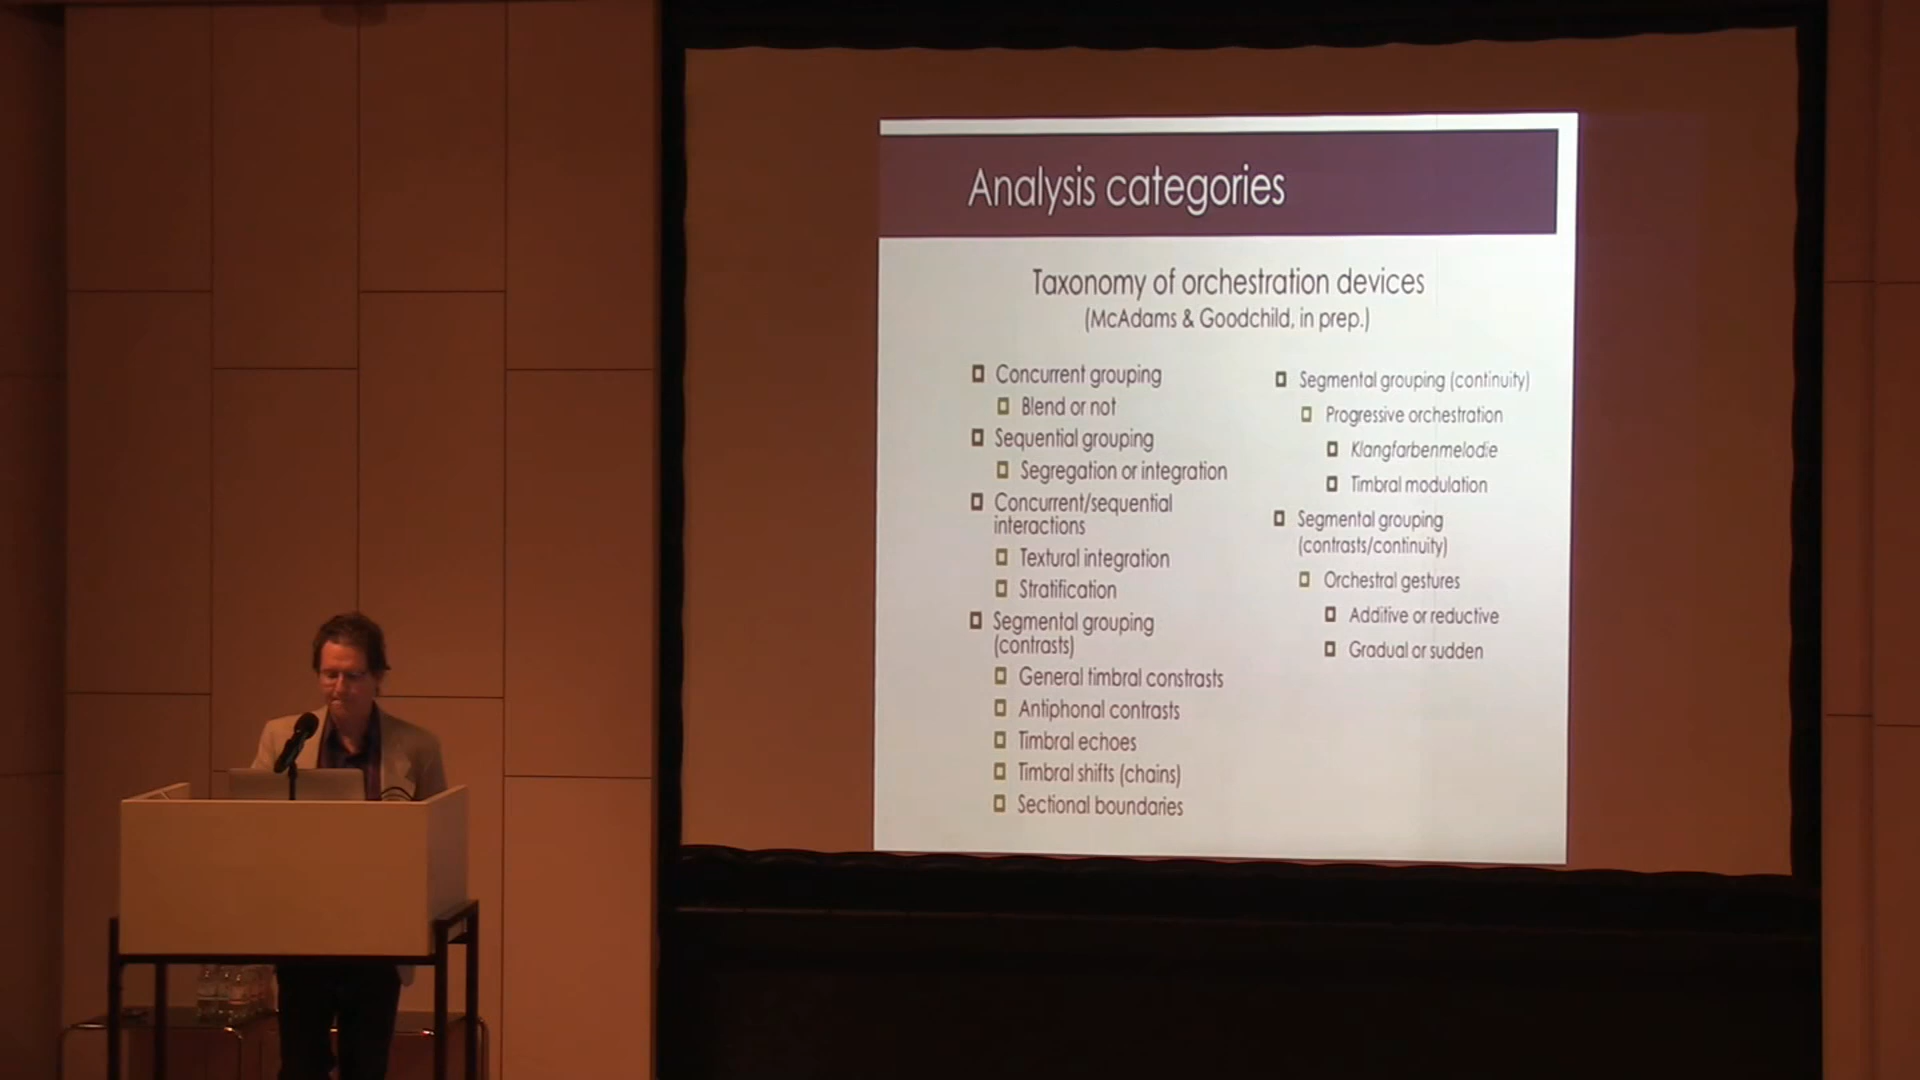 Analysis categories
Taxonomy of orchestration devices
(McAdams & Goodchild, in prep.)
Concurrent grouping
Blend or not
Sequential grouping
Segregation or integration
Concurrent/sequential
interactions
Textural integration
Stratification
Segmental grouping
(contrasts)
General timbral constrasts
Antiphonal contrasts
Timbral echoes
Timbral shifts (chains)
Sectional boundaries
Segmental grouping (continuity)
Progressive orchestration
Klangfarbenmelodie
Timbral modulation
Segmental grouping
(contrasts/continuity)
Orchestral gestures
Additive or reductive
Gradual or sudden